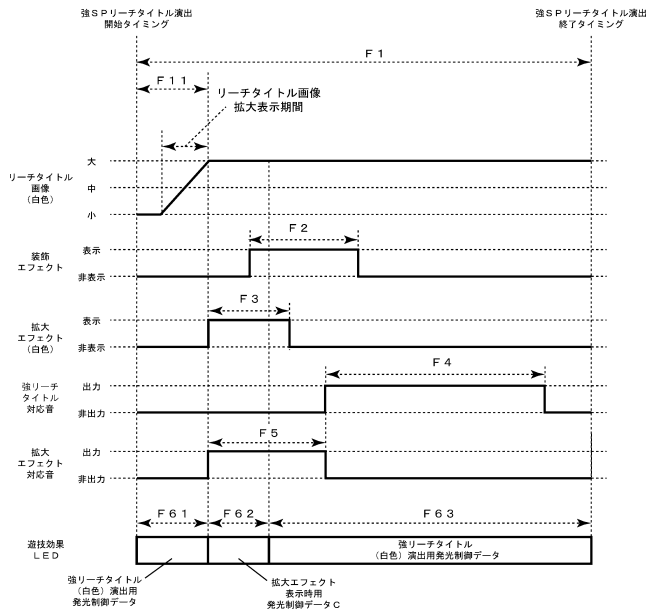 強ＳＰリーチタイトル演出
開始タイミング
強ＳＰリーチタイトル演出
終了タイミング
Ｆ１
Ｆ１１
リーチタイトル画像
拡大表示期間
リーチタイトル
画像
（白色）
大
中
小
Ｆ２
装飾
エフェクト
表示
非表示
Ｆ３
拡大
エフェクト
（白色）
表示
非表示
Ｆ４
強リーチ
タイトル
対応音
出力
非出力
Ｆ５
拡大
エフェクト
対応音
出力
非出力
Ｆ６１
Ｆ６２
Ｆ６３
遊技効果
ＬＥＤ
強リーチタイトル
（白色）演出用発光制御データ
強リーチタイトル
（白色）演出用
発光制御データ
拡大エフェクト
表示時用
発光制御データＣ